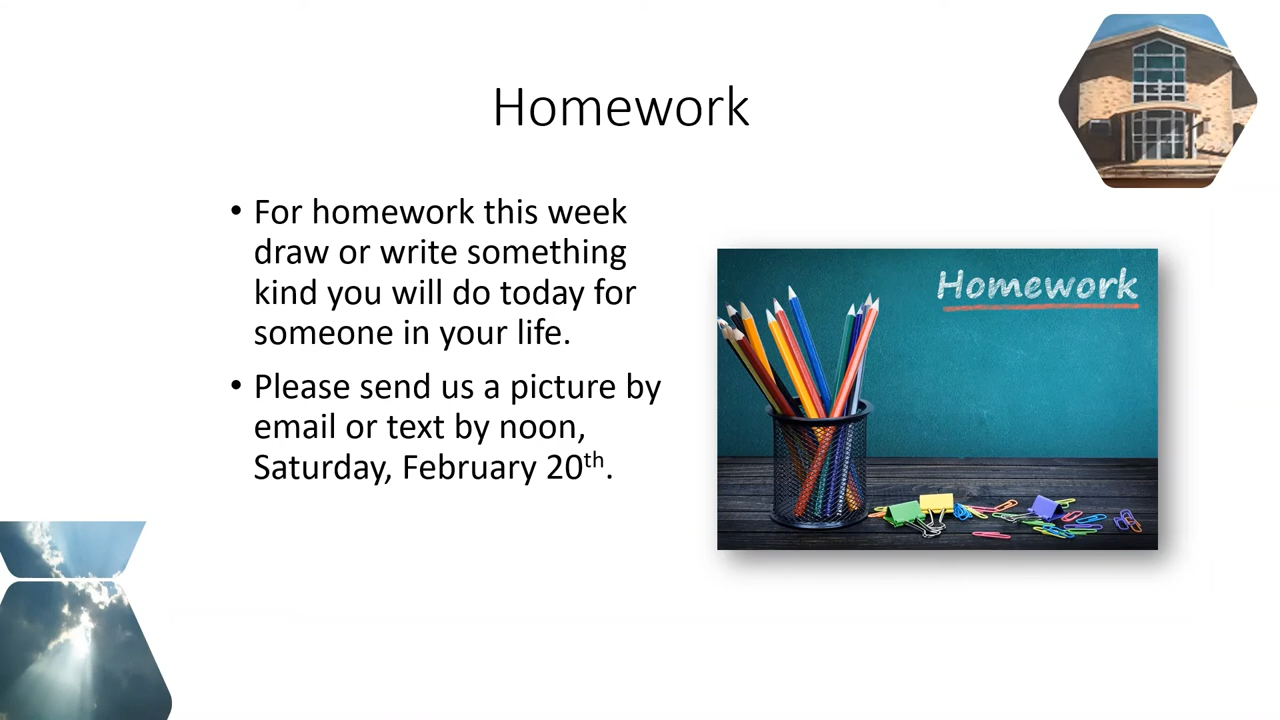 Homework
• For homework this week
draw or write something
kind you will do today for
someone in your life.
• Please send us a picture by
email or text by noon,
Saturday, February 20th.
Homework